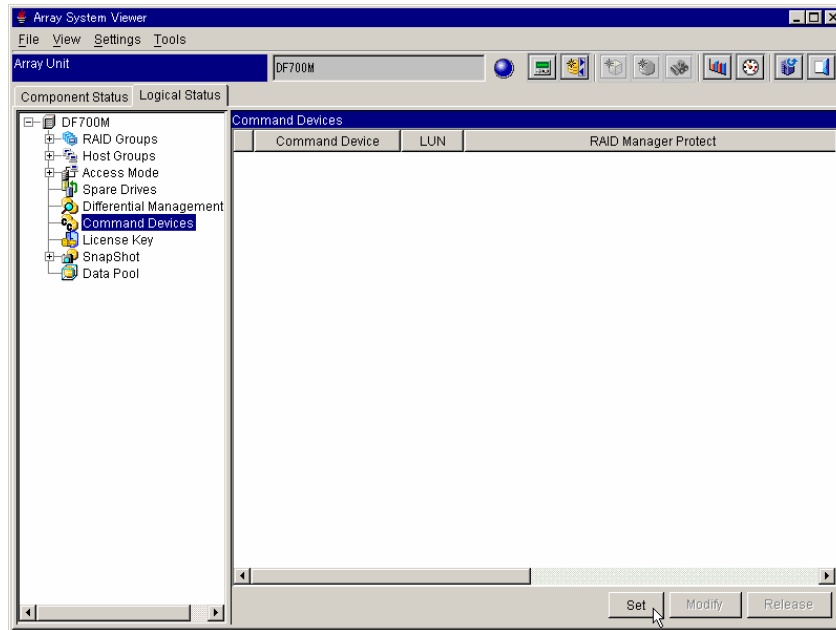 Array System Viewer
File View Settings Tools
Array Unit
DF700M
Component Status Logical Status
DF700M
RAID Groups
Host Groups
Access Mode
Spare Drives
Differential Management
Command Devices
License Key
SnapShot
Data Pool
Command Devices
Command Device LUN RAID Manager Protect
Set Modify Release